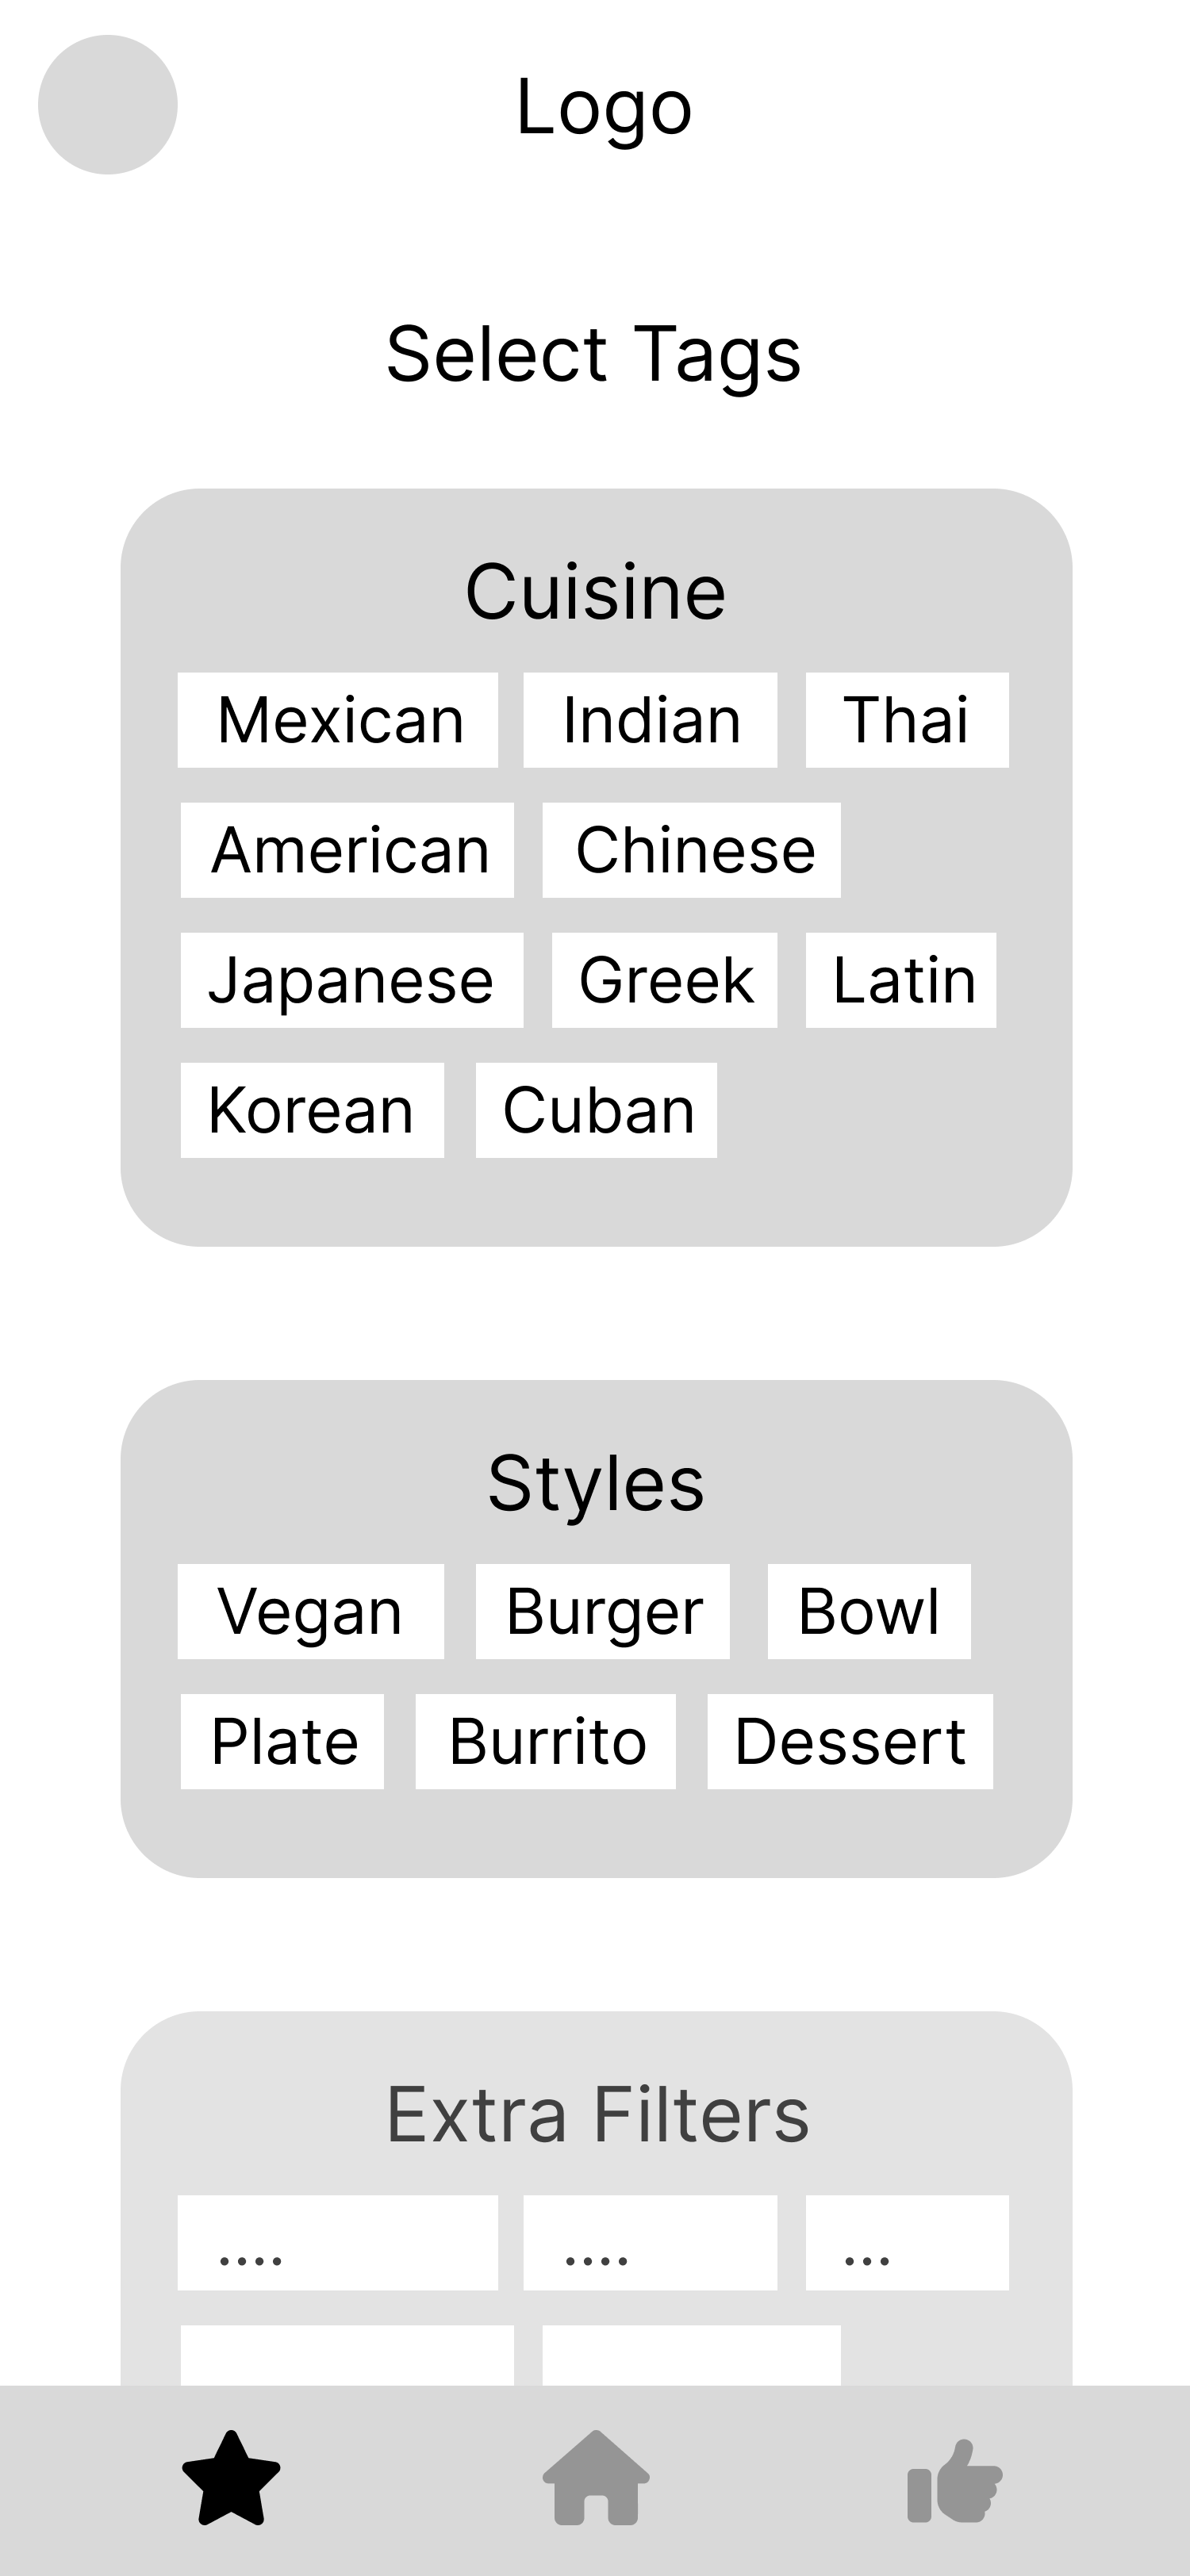 Logo
Select Tags
Cuisine
Mexican Indian Thai
American Chinese
Japanese Greek Latin
Korean Cuban
Styles
Vegan Burger Bowl
Plate Burrito Dessert
Extra Filters
.... .... ...